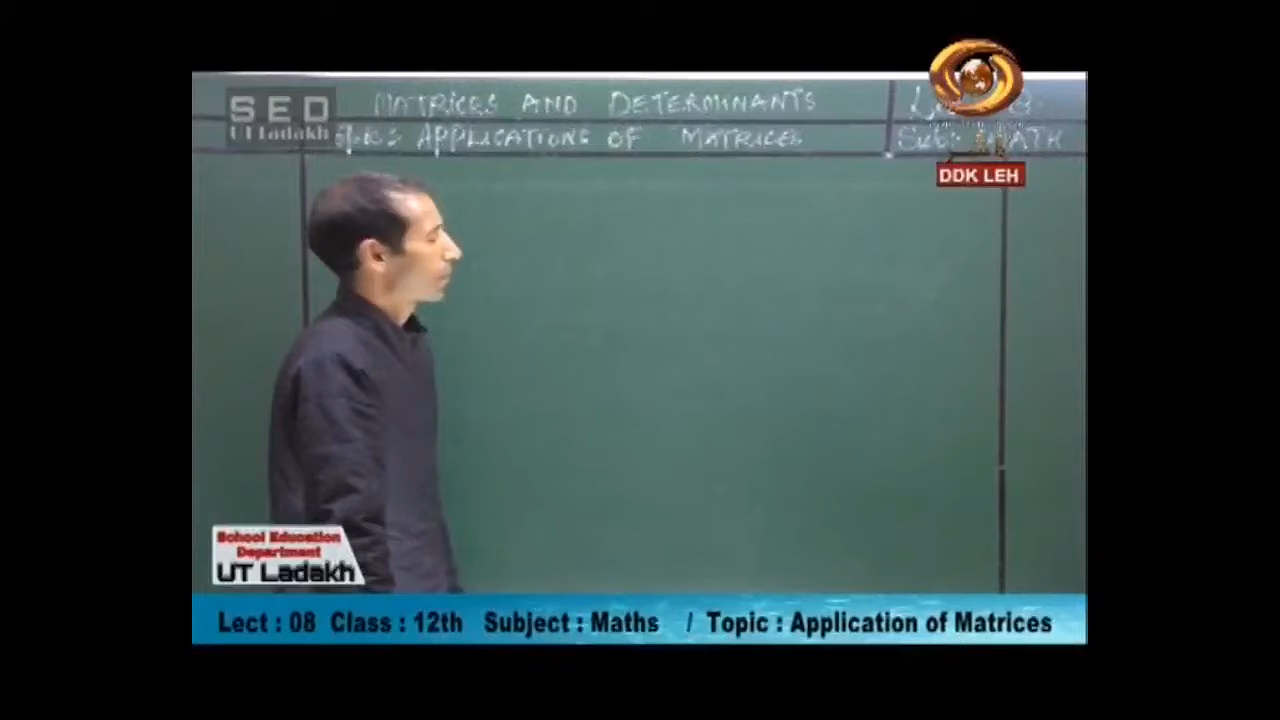 SED
UT Ladakh
MATRICES AND DETERMINANTS
APPLICATIONS OF MATRICES
DDK LEH
School Education
Department
UT Ladakh
Lect : 08 Class : 12th Subject : Maths / Topic : Application of Matrices